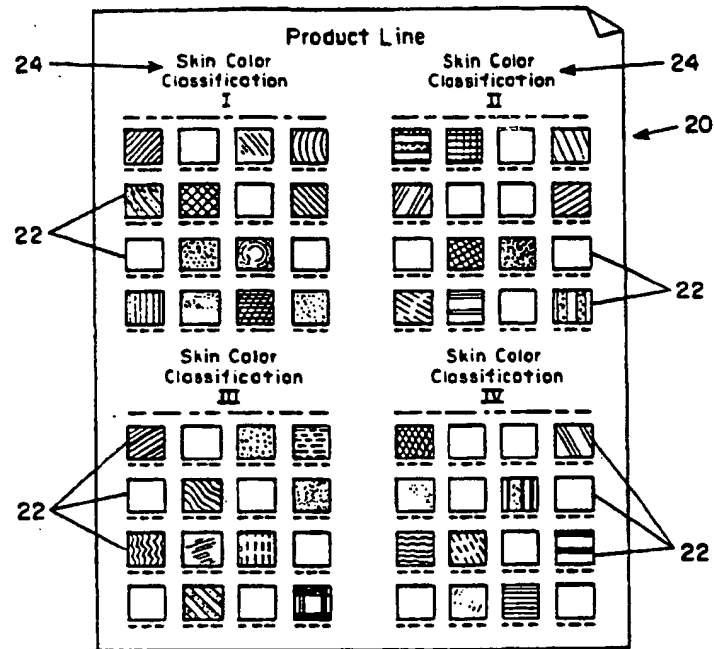 Product Line
24
Skin Color
Classification
I
Skin Color
Classification
II
24
20
22
22
Skin Color
Classification
III
Skin Color
Classification
IV
22
22